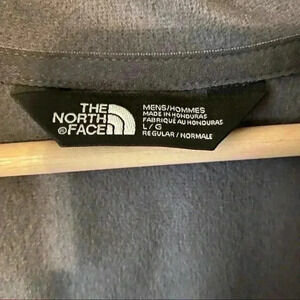 THE
NORTH
FACE
®
MENS/HOMMES
MADE IN HONDURAS
FABRIQUÉ AU HONDURAS
L/G
REGULAR/NORMALE